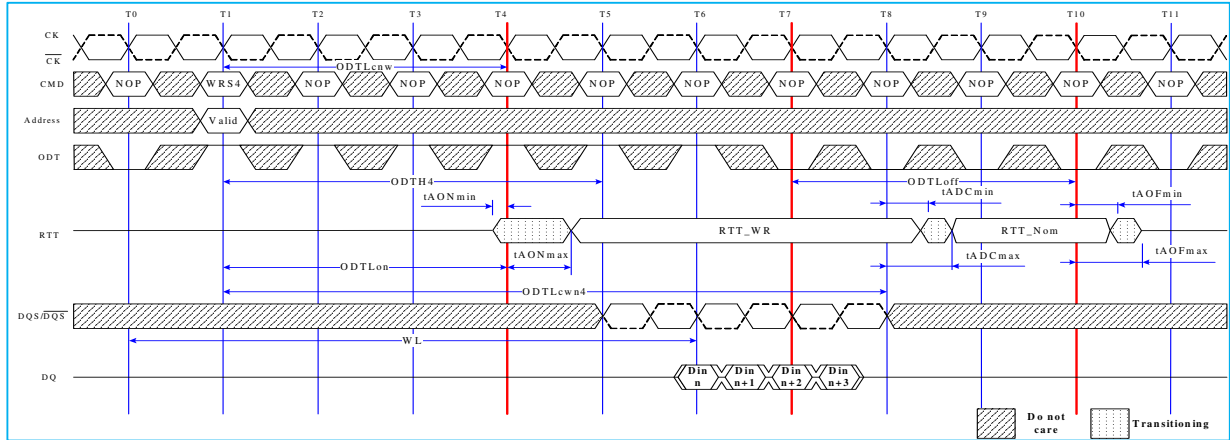 T0 T1 T2 T3 T4 T5 T6 T7 T8 T9 T10 T11
CK
CK
ODTLcnw
CMD NOP WRS4 NOP NOP NOP NOP NOP NOP NOP NOP NOP NOP
Address Valid
ODT
ODTH4 ODTLoff
tAONmin tADCmin tAOFmin
RTT RTT_WR RTT_Nom
tAONmax tADCmax tAOFmax
ODTLon
ODTLcwn4
DQS/DQS
WL
DQ Din n Din n+1 Din n+2 Din n+3
Do not care Transitioning